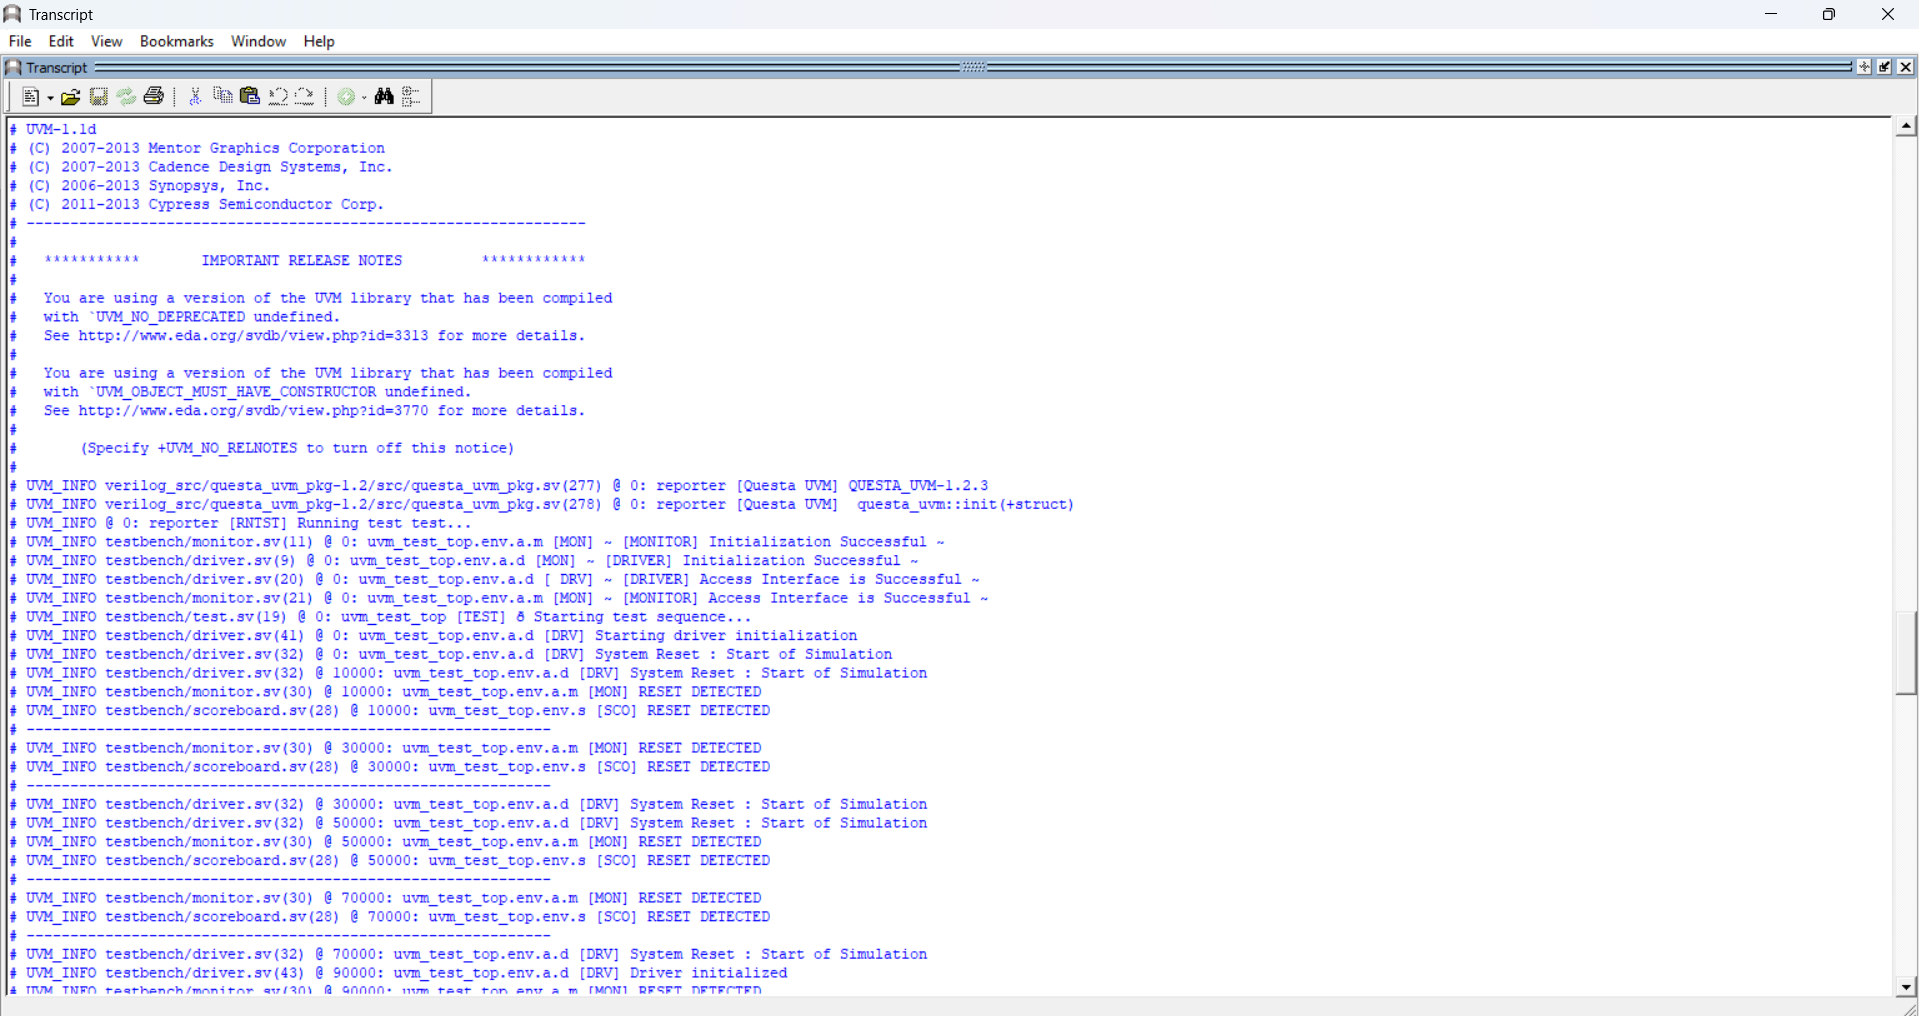 Transcript
File Edit View Bookmarks Window Help
Transcript
# UVM-1.1d
# (C) 2007-2013 Mentor Graphics Corporation
# (C) 2007-2013 Cadence Design Systems, Inc.
# (C) 2006-2013 Synopsys, Inc.
# (C) 2011-2013 Cypress Semiconductor Corp.
# ----------------------------------------------------------------
#
#   ***********       IMPORTANT RELEASE NOTES         ************
#
#   You are using a version of the UVM library that has been compiled
#   with `UVM_NO_DEPRECATED undefined.
#   See http://www.eda.org/svdb/view.php?id=3313 for more details.
#
#   You are using a version of the UVM library that has been compiled
#   with `UVM_OBJECT_MUST_HAVE_CONSTRUCTOR undefined.
#   See http://www.eda.org/svdb/view.php?id=3770 for more details.
#
#       (Specify +UVM_NO_RELNOTES to turn off this notice)
#
# UVM_INFO verilog_src/questa_uvm_pkg-1.2/src/questa_uvm_pkg.sv(277) @ 0: reporter [Questa UVM] QUESTA_UVM-1.2.3
# UVM_INFO verilog_src/questa_uvm_pkg-1.2/src/questa_uvm_pkg.sv(278) @ 0: reporter [Questa UVM]  questa_uvm::init(+struct)
# UVM_INFO @ 0: reporter [RNTST] Running test test...
# UVM_INFO testbench/monitor.sv(11) @ 0: uvm_test_top.env.a.m [MON] ~ [MONITOR] Initialization Successful ~
# UVM_INFO testbench/driver.sv(9) @ 0: uvm_test_top.env.a.d [MON] ~ [DRIVER] Initialization Successful ~
# UVM_INFO testbench/driver.sv(20) @ 0: uvm_test_top.env.a.d [ DRV] ~ [DRIVER] Access Interface is Successful ~
# UVM_INFO testbench/monitor.sv(21) @ 0: uvm_test_top.env.a.m [MON] ~ [MONITOR] Access Interface is Successful ~
# UVM_INFO testbench/test.sv(19) @ 0: uvm_test_top [TEST] ð Starting test sequence...
# UVM_INFO testbench/driver.sv(41) @ 0: uvm_test_top.env.a.d [DRV] Starting driver initialization
# UVM_INFO testbench/driver.sv(32) @ 0: uvm_test_top.env.a.d [DRV] System Reset : Start of Simulation
# UVM_INFO testbench/driver.sv(32) @ 10000: uvm_test_top.env.a.d [DRV] System Reset : Start of Simulation
# UVM_INFO testbench/monitor.sv(30) @ 10000: uvm_test_top.env.a.m [MON] RESET DETECTED
# UVM_INFO testbench/scoreboard.sv(28) @ 10000: uvm_test_top.env.s [SCO] RESET DETECTED
# ------------------------------------------------------------
# UVM_INFO testbench/monitor.sv(30) @ 30000: uvm_test_top.env.a.m [MON] RESET DETECTED
# UVM_INFO testbench/scoreboard.sv(28) @ 30000: uvm_test_top.env.s [SCO] RESET DETECTED
# ------------------------------------------------------------
# UVM_INFO testbench/driver.sv(32) @ 30000: uvm_test_top.env.a.d [DRV] System Reset : Start of Simulation
# UVM_INFO testbench/driver.sv(32) @ 50000: uvm_test_top.env.a.d [DRV] System Reset : Start of Simulation
# UVM_INFO testbench/monitor.sv(30) @ 50000: uvm_test_top.env.a.m [MON] RESET DETECTED
# UVM_INFO testbench/scoreboard.sv(28) @ 50000: uvm_test_top.env.s [SCO] RESET DETECTED
# ------------------------------------------------------------
# UVM_INFO testbench/monitor.sv(30) @ 70000: uvm_test_top.env.a.m [MON] RESET DETECTED
# UVM_INFO testbench/scoreboard.sv(28) @ 70000: uvm_test_top.env.s [SCO] RESET DETECTED
# ------------------------------------------------------------
# UVM_INFO testbench/driver.sv(32) @ 70000: uvm_test_top.env.a.d [DRV] System Reset : Start of Simulation
# UVM_INFO testbench/driver.sv(43) @ 90000: uvm_test_top.env.a.d [DRV] Driver initialized
# UVM_INFO testbench/monitor.sv(30) @ 90000: uvm_test_top.env.a.m [MON] RESET DETECTED